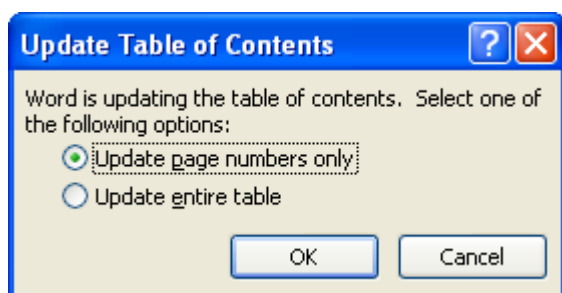 Update Table of Contents
Word is updating the table of contents. Select one of
the following options:
Update page numbers only
Update entire table
OK Cancel